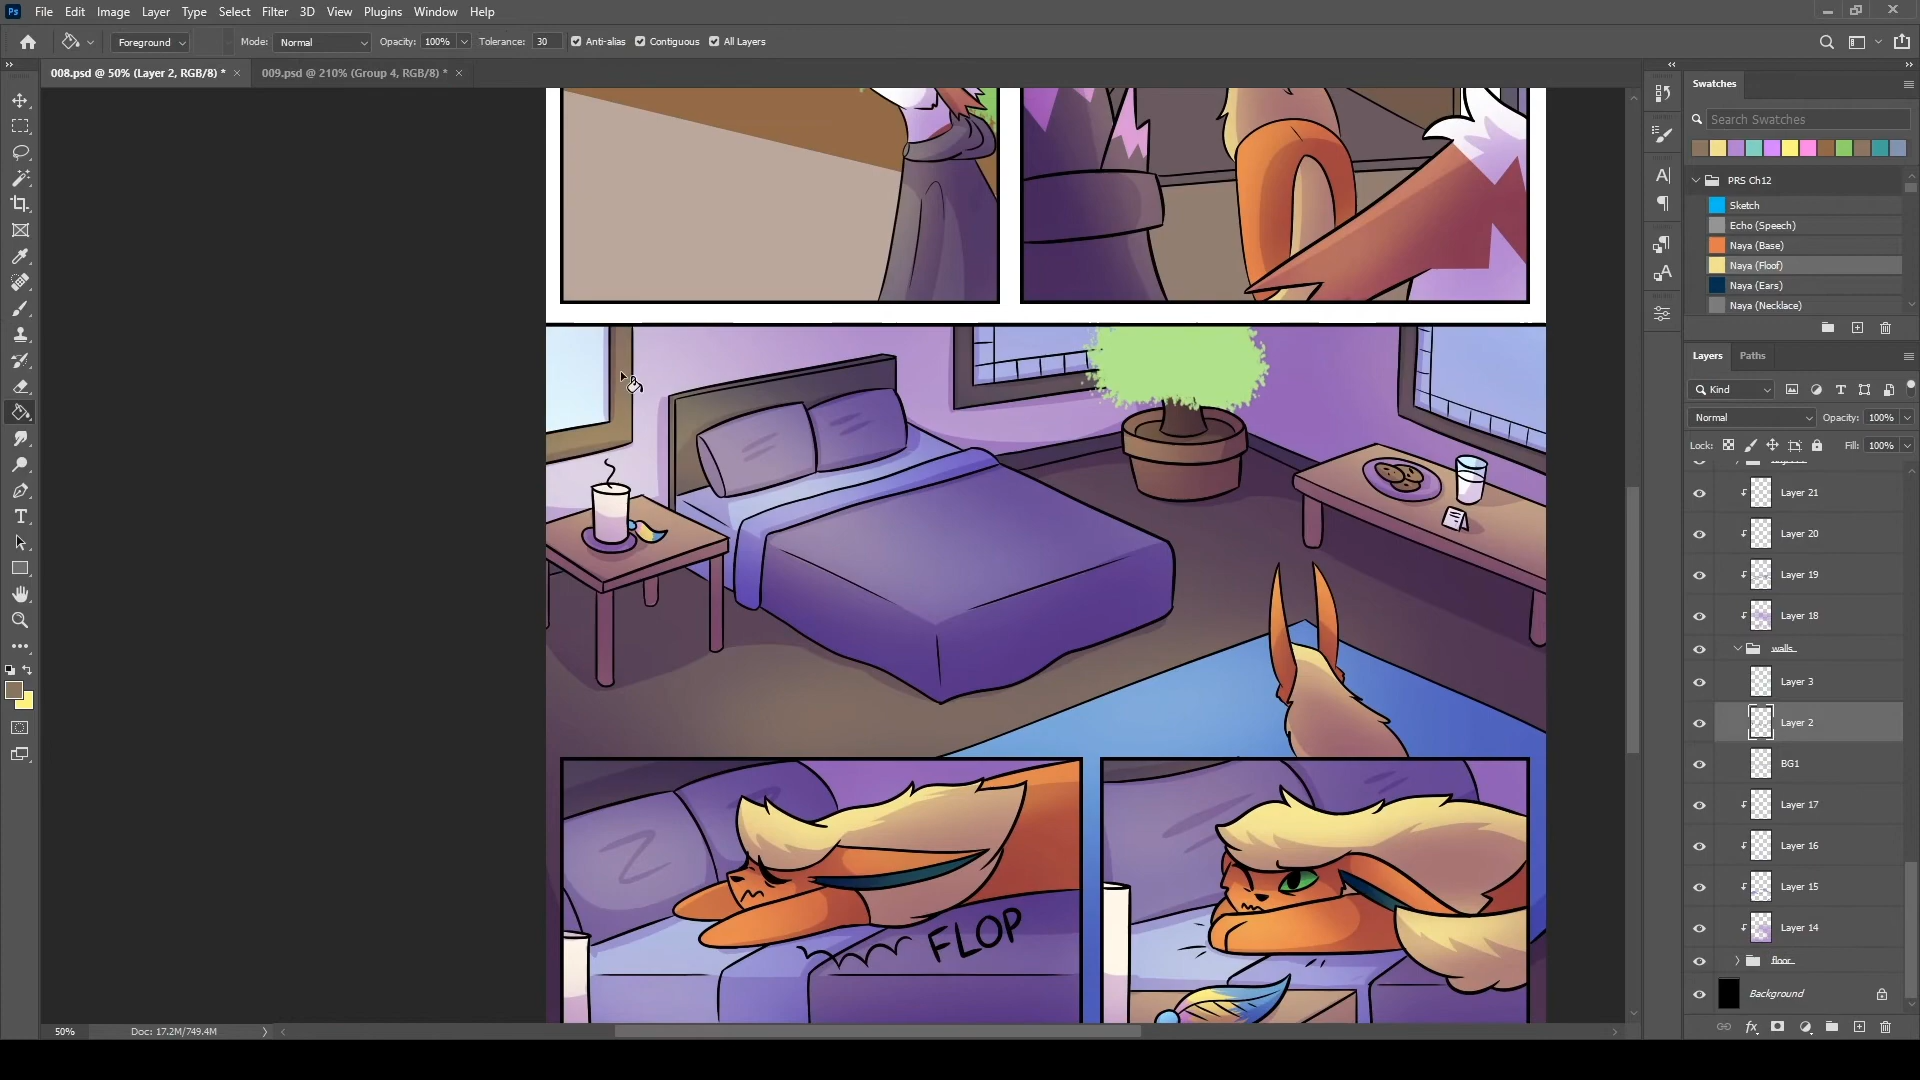 Ps File Edit Image Layer Type Select Filter 3D View Plugins Window Help
Foreground Mode: Normal Opacity: 100% Tolerance: 30 Anti-alias Contiguous All Layers
008.psd @ 50% (Layer 2, RGB/8) * × 009.psd @ 210% (Group 4, RGB/8) * ×
Swatches
Search Swatches
PRS Ch12
Sketch
Echo (Speech)
Naya (Base)
Naya (Floof)
Naya (Ears)
Naya (Necklace)
Layers Paths
Kind
Normal Opacity: 100%
Lock: Fill: 100%
Layer 21
Layer 20
Layer 19
Layer 18
walls
Layer 3
Layer 2
BG1
Layer 17
Layer 16
Layer 15
Layer 14
floor
Background
FLOP
50% Doc: 17.2M/749.4M